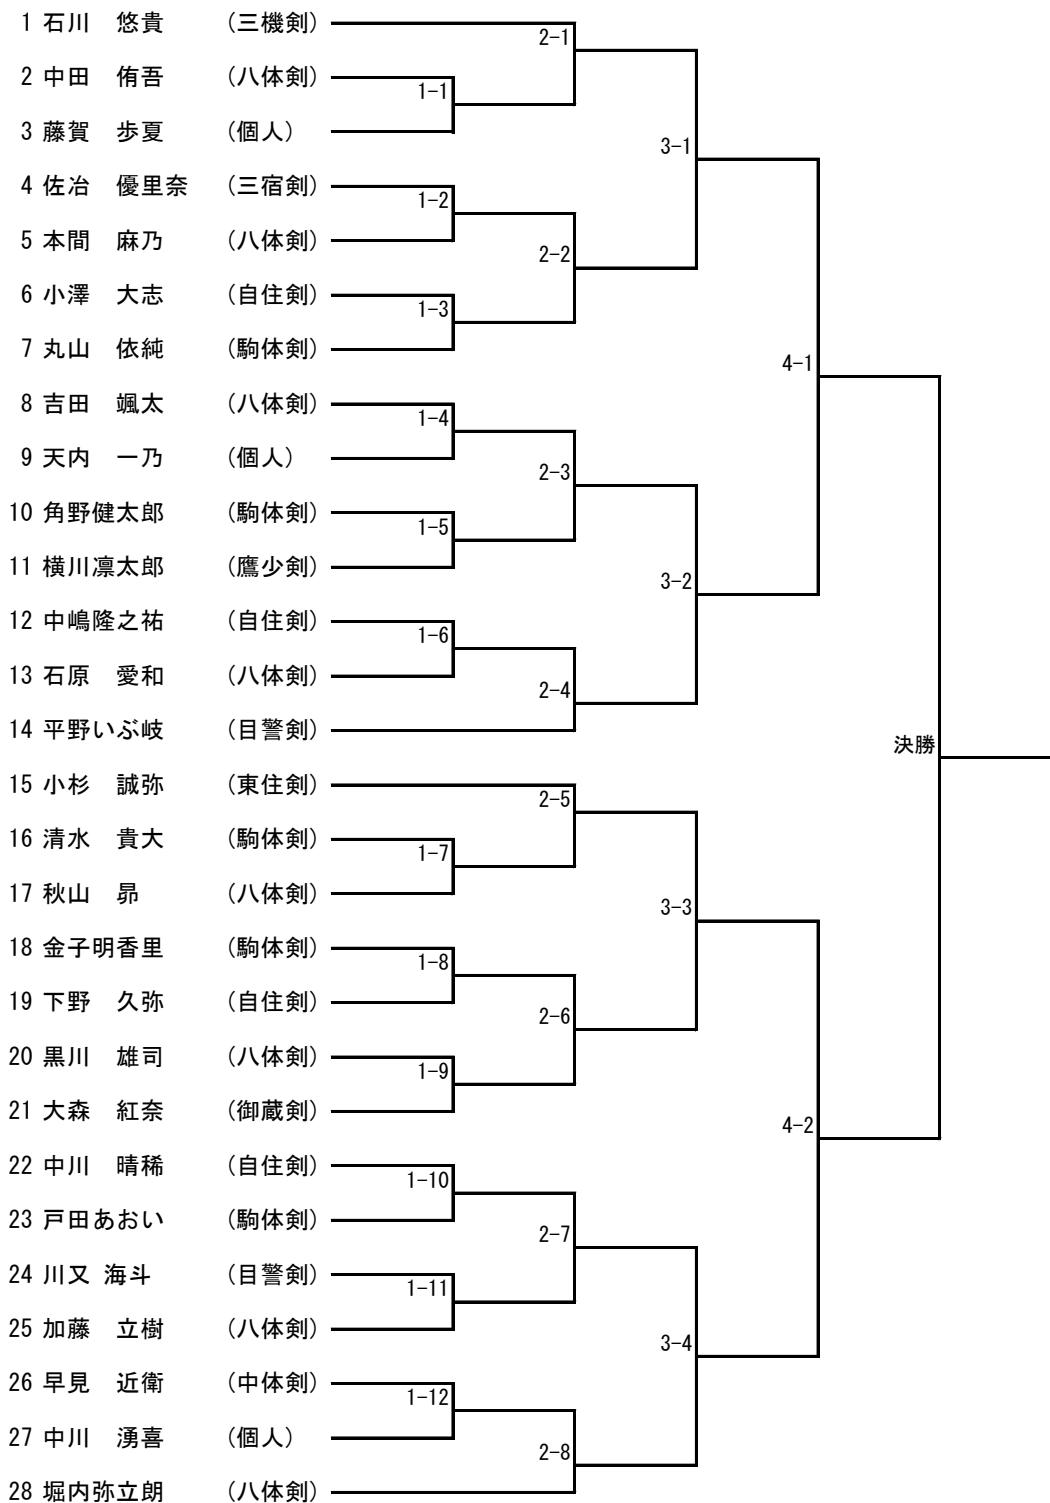 1 石川　悠貴　（三機剣）
2-1
2 中田　侑吾　（八体剣）
1-1
3 藤賀　歩夏　（個人）
3-1
4 佐冶　優里奈　（三宿剣）
1-2
5 本間　麻乃　（八体剣）
2-2
6 小澤　大志　（自住剣）
1-3
7 丸山　依純　（駒体剣）
4-1
8 吉田　颯太　（八体剣）
1-4
9 天内　一乃　（個人）
2-3
10 角野健太郎　（駒体剣）
1-5
11 横川凛太郎　（鷹少剣）
3-2
12 中嶋隆之祐　（自住剣）
1-6
13 石原　愛和　（八体剣）
2-4
14 平野いぶ岐　（目警剣）
決勝
15 小杉　誠弥　（東住剣）
2-5
16 清水　貴大　（駒体剣）
1-7
17 秋山　昴　（八体剣）
3-3
18 金子明香里　（駒体剣）
1-8
19 下野　久弥　（自住剣）
2-6
20 黒川　雄司　（八体剣）
1-9
21 大森　紅奈　（御蔵剣）
4-2
22 中川　晴稀　（自住剣）
1-10
23 戸田あおい　（駒体剣）
2-7
24 川又 海斗　（目警剣）
1-11
25 加藤　立樹　（八体剣）
3-4
26 早見　近衛　（中体剣）
1-12
27 中川　湧喜　（個人）
2-8
28 堀内弥立朗　（八体剣）